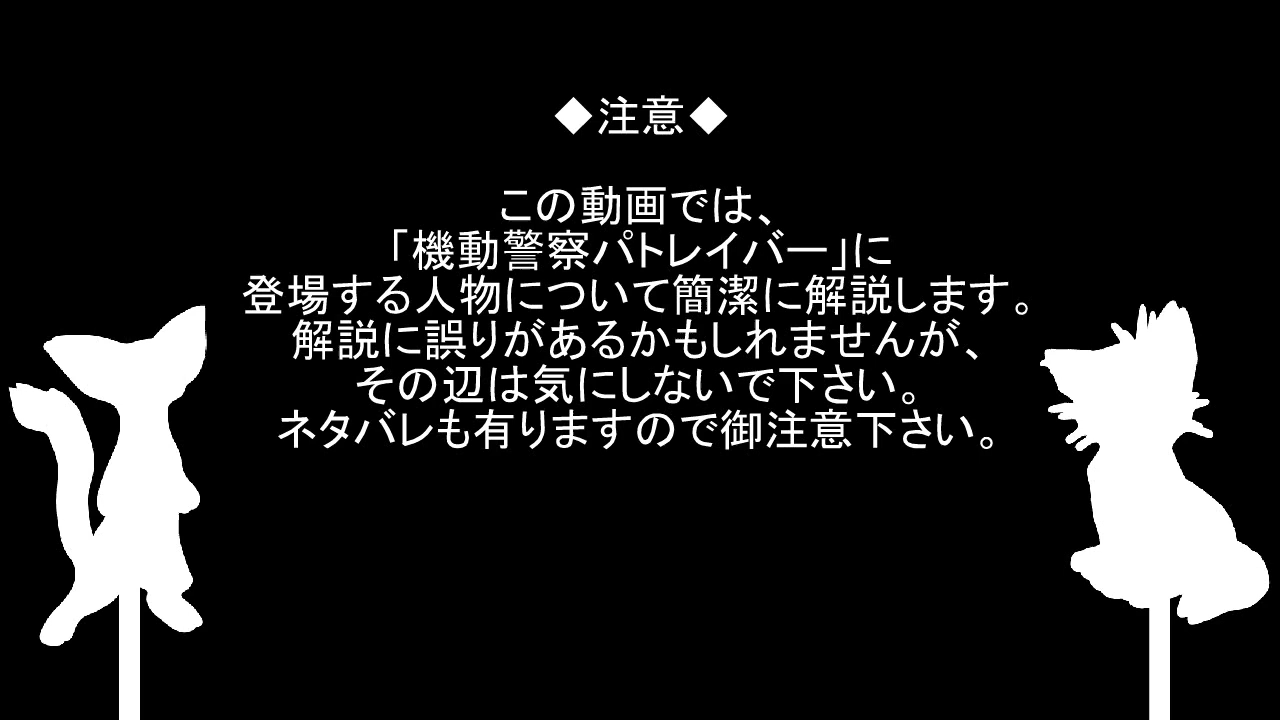 ◆注意◆
この動画では、
「機動警察パトレイバー」に
登場する人物について簡潔に解説します。
解説に誤りがあるかもしれませんが、
その辺は気にしないで下さい。
ネタバレも有りますので御注意下さい。